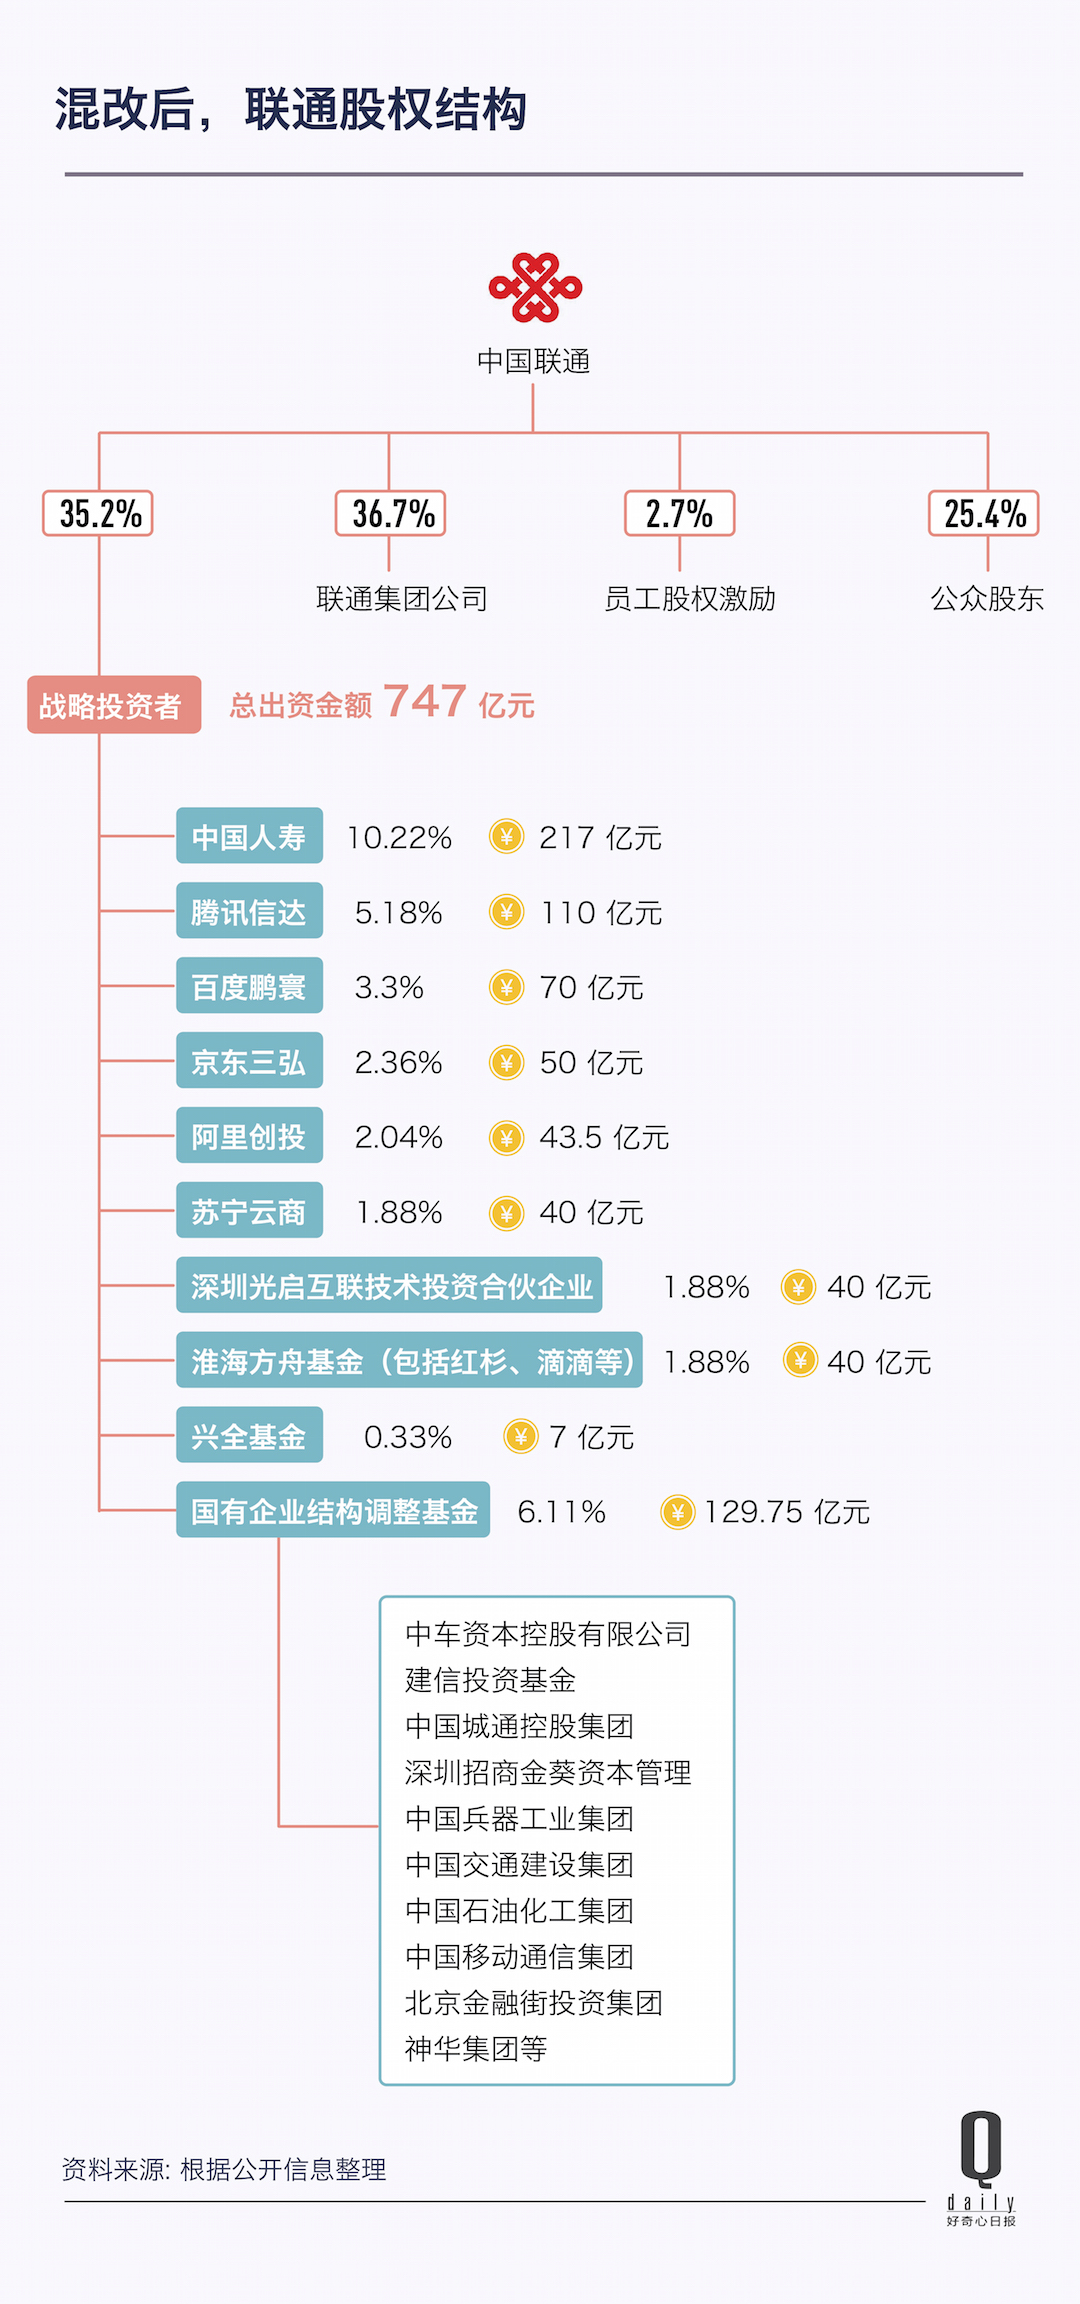 混改后，联通股权结构
中国联通
35.2%
36.7%
2.7%
25.4%
联通集团公司
员工股权激励
公众股东
战略投资者 总出资金额 747 亿元
中国人寿 10.22% ¥ 217 亿元
腾讯信达 5.18% ¥ 110 亿元
百度鹏寰 3.3% ¥ 70 亿元
京东三弘 2.36% ¥ 50 亿元
阿里创投 2.04% ¥ 43.5 亿元
苏宁云商 1.88% ¥ 40 亿元
深圳光启互联技术投资合伙企业 1.88% ¥ 40 亿元
淮海方舟基金（包括红杉、滴滴等） 1.88% ¥ 40 亿元
兴全基金 0.33% ¥ 7 亿元
国有企业结构调整基金 6.11% ¥ 129.75 亿元
中车资本控股有限公司
建信投资基金
中国城通控股集团
深圳招商金葵资本管理
中国兵器工业集团
中国交通建设集团
中国石油化工集团
中国移动通信集团
北京金融街投资集团
神华集团等
资料来源: 根据公开信息整理
Q
daily
好奇心日报